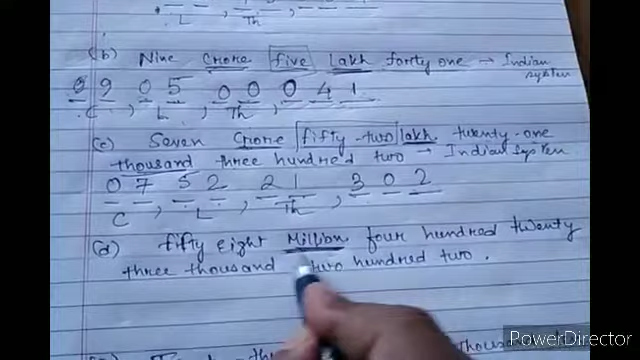 L , Th ,
(b) Nine Crore five lakh forty one → Indian system
0 9 , 0 5 , 0 0 , 0 4 1
C , L , Th ,
(c) Seven Crore fifty-two lakh twenty-one
thousand three hundred two → Indian system
0 7 5 2 2 1 3 0 2
C , L , Th ,
(d) fifty eight Million four hundred twenty
three thousand two hundred two .
PowerDirector